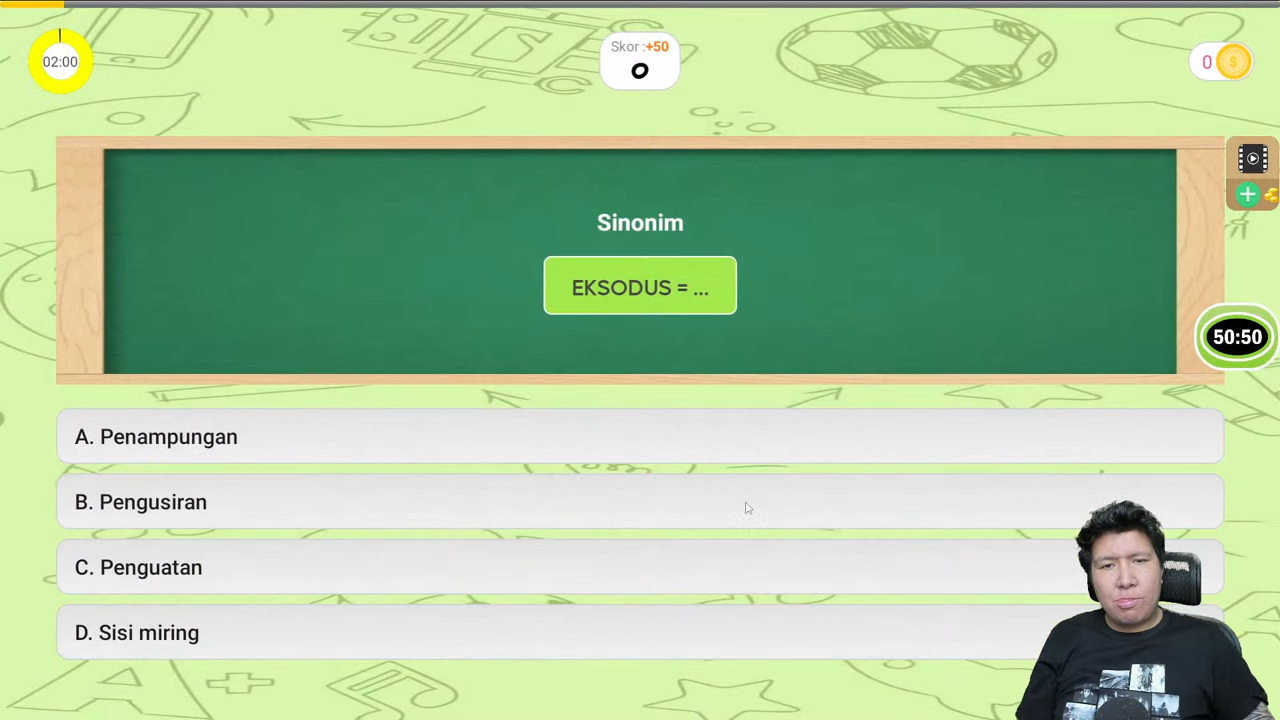 02:00
Skor :+50
0
0
Sinonim
EKSODUS = ...
50:50
A. Penampungan
B. Pengusiran
C. Penguatan
D. Sisi miring